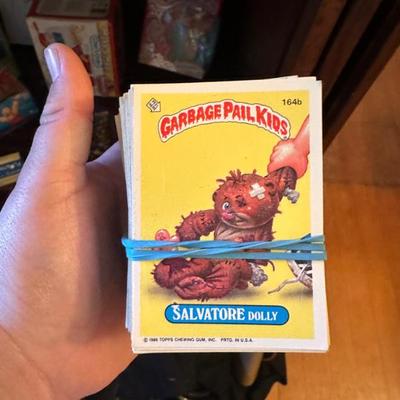 164b
GARBAGE PAIL KIDS
SALVATORE DOLLY
© 1986 TOPPS CHEWING GUM, INC. PRTD. IN U.S.A.